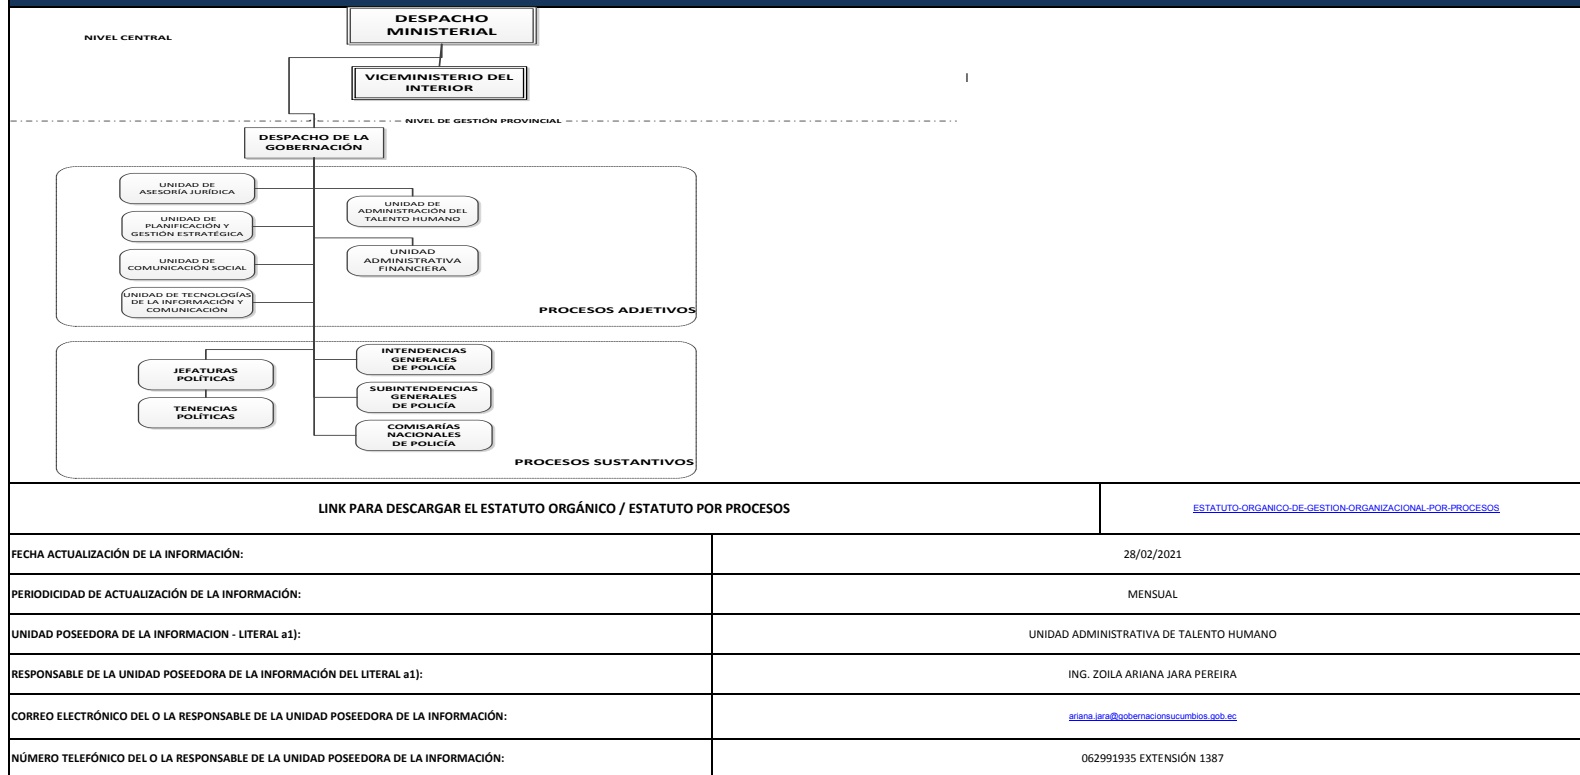 DESPACHO
MINISTERIAL
NIVEL CENTRAL
VICEMINISTERIO DEL
INTERIOR
NIVEL DE GESTIÓN PROVINCIAL
DESPACHO DE LA
GOBERNACIÓN
UNIDAD DE
ASESORÍA JURÍDICA
UNIDAD DE
ADMINISTRACIÓN DEL
TALENTO HUMANO
UNIDAD DE
PLANIFICACIÓN Y
GESTIÓN ESTRATÉGICA
UNIDAD
ADMINISTRATIVA
FINANCIERA
UNIDAD DE
COMUNICACIÓN SOCIAL
UNIDAD DE TECNOLOGÍAS
DE LA INFORMACIÓN Y
COMUNICACIÓN
PROCESOS ADJETIVOS
INTENDENCIAS
GENERALES
DE POLICÍA
JEFATURAS
POLÍTICAS
SUBINTENDENCIAS
GENERALES
DE POLICÍA
TENENCIAS
POLÍTICAS
COMISARÍAS
NACIONALES
DE POLICÍA
PROCESOS SUSTANTIVOS
LINK PARA DESCARGAR EL ESTATUTO ORGÁNICO / ESTATUTO POR PROCESOS
ESTATUTO-ORGANICO-DE-GESTION-ORGANIZACIONAL-POR-PROCESOS
FECHA ACTUALIZACIÓN DE LA INFORMACIÓN:
28/02/2021
PERIODICIDAD DE ACTUALIZACIÓN DE LA INFORMACIÓN:
MENSUAL
UNIDAD POSEEDORA DE LA INFORMACION - LITERAL a1):
UNIDAD ADMINISTRATIVA DE TALENTO HUMANO
RESPONSABLE DE LA UNIDAD POSEEDORA DE LA INFORMACIÓN DEL LITERAL a1):
ING. ZOILA ARIANA JARA PEREIRA
CORREO ELECTRÓNICO DEL O LA RESPONSABLE DE LA UNIDAD POSEEDORA DE LA INFORMACIÓN:
ariana.jara@gobernacionsucumbios.gob.ec
NÚMERO TELEFÓNICO DEL O LA RESPONSABLE DE LA UNIDAD POSEEDORA DE LA INFORMACIÓN:
062991935 EXTENSIÓN 1387